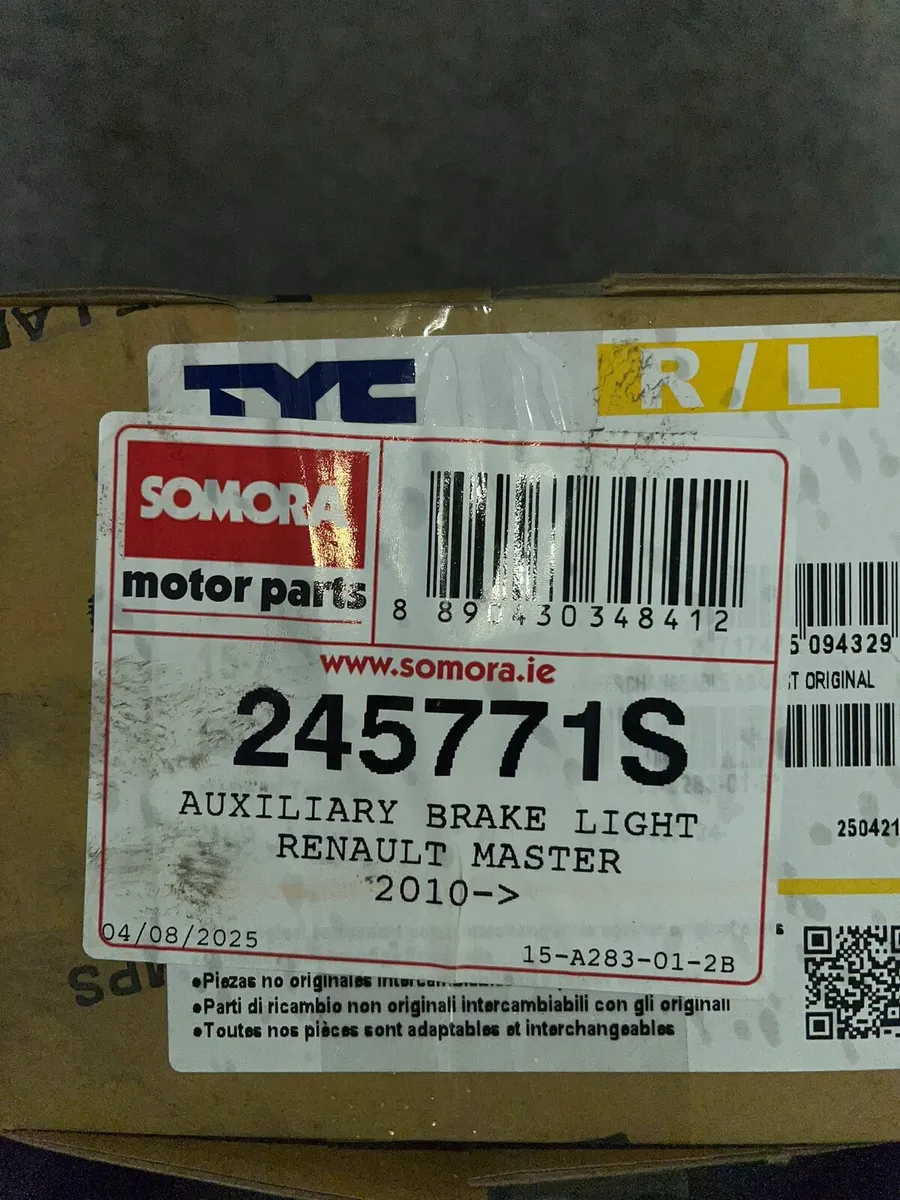 TYC
R/L
SOMORA
motor parts
8 890430348412
5 094329
www.somora.ie
ORIGINAL
245771S
AUXILIARY BRAKE LIGHT
250421
RENAULT MASTER
2010->
04/08/2025
15-A283-01-2B
•Piezas no originales
•Parti di ricambio non originali intercambiabili con gli originali
•Toutes nos pièces sont adaptables et interchangeables